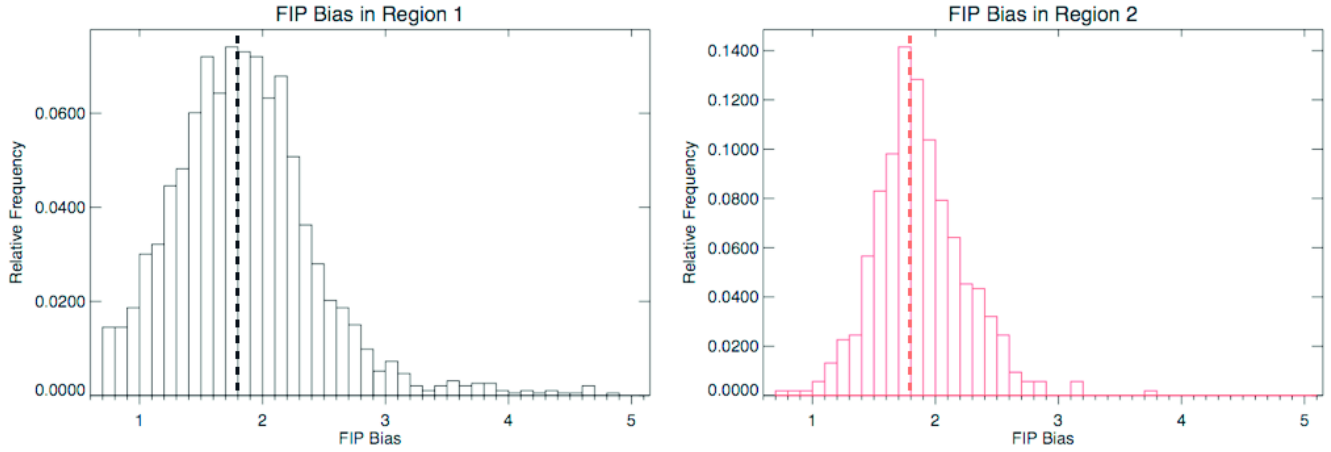 FIP Bias in Region 1
Relative Frequency
0.0600
0.0400
0.0200
0.0000
1 2 3 4 5
FIP Bias
FIP Bias in Region 2
Relative Frequency
0.1400
0.1200
0.1000
0.0800
0.0600
0.0400
0.0200
0.0000
1 2 3 4 5
FIP Bias